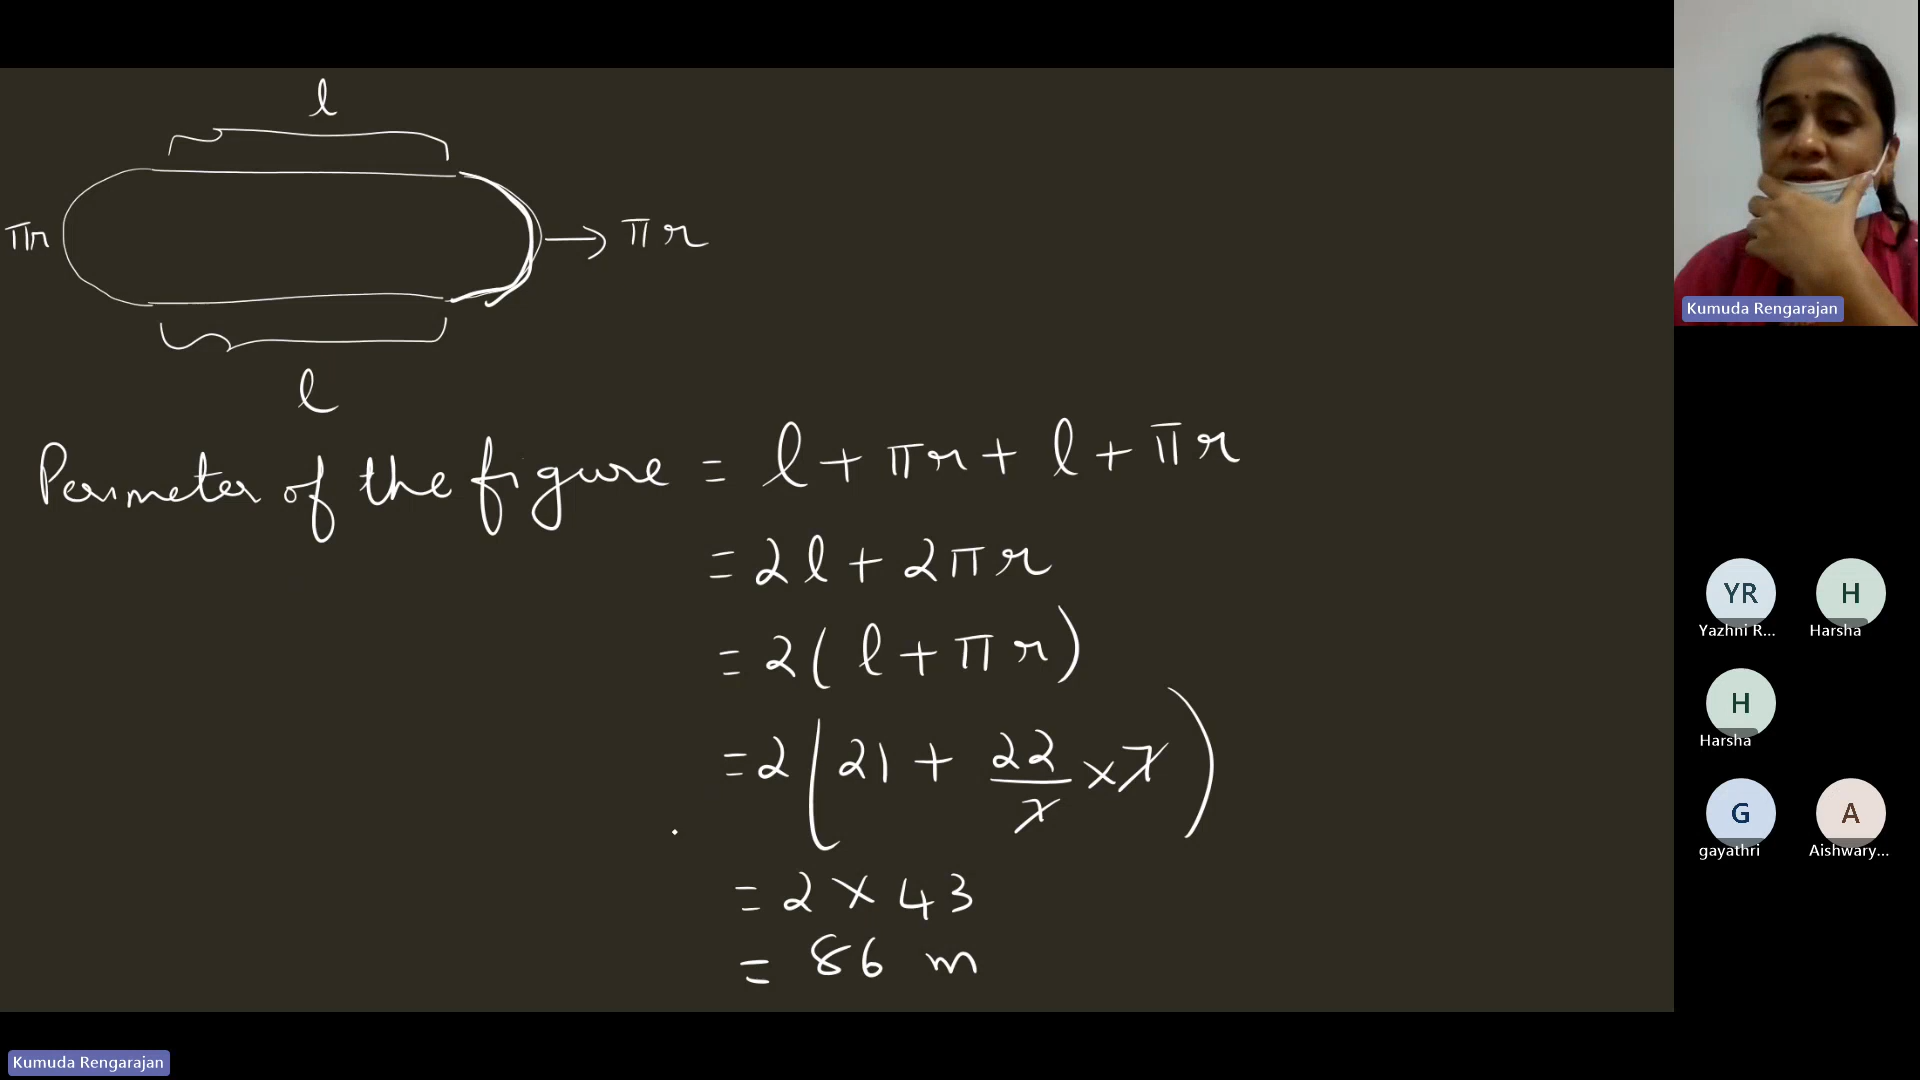 l
πr
→ πr
l
Perimeter of the figure = l + πr + l + πr
= 2l + 2πr
= 2(l + πr)
= 2(21 + 22/7 × 7)
= 2 × 43
= 86 m
Kumuda Rengarajan
YR
H
Yazhni R...
Harsha
H
Harsha
G
A
gayathri
Aishwary...
Kumuda Rengarajan